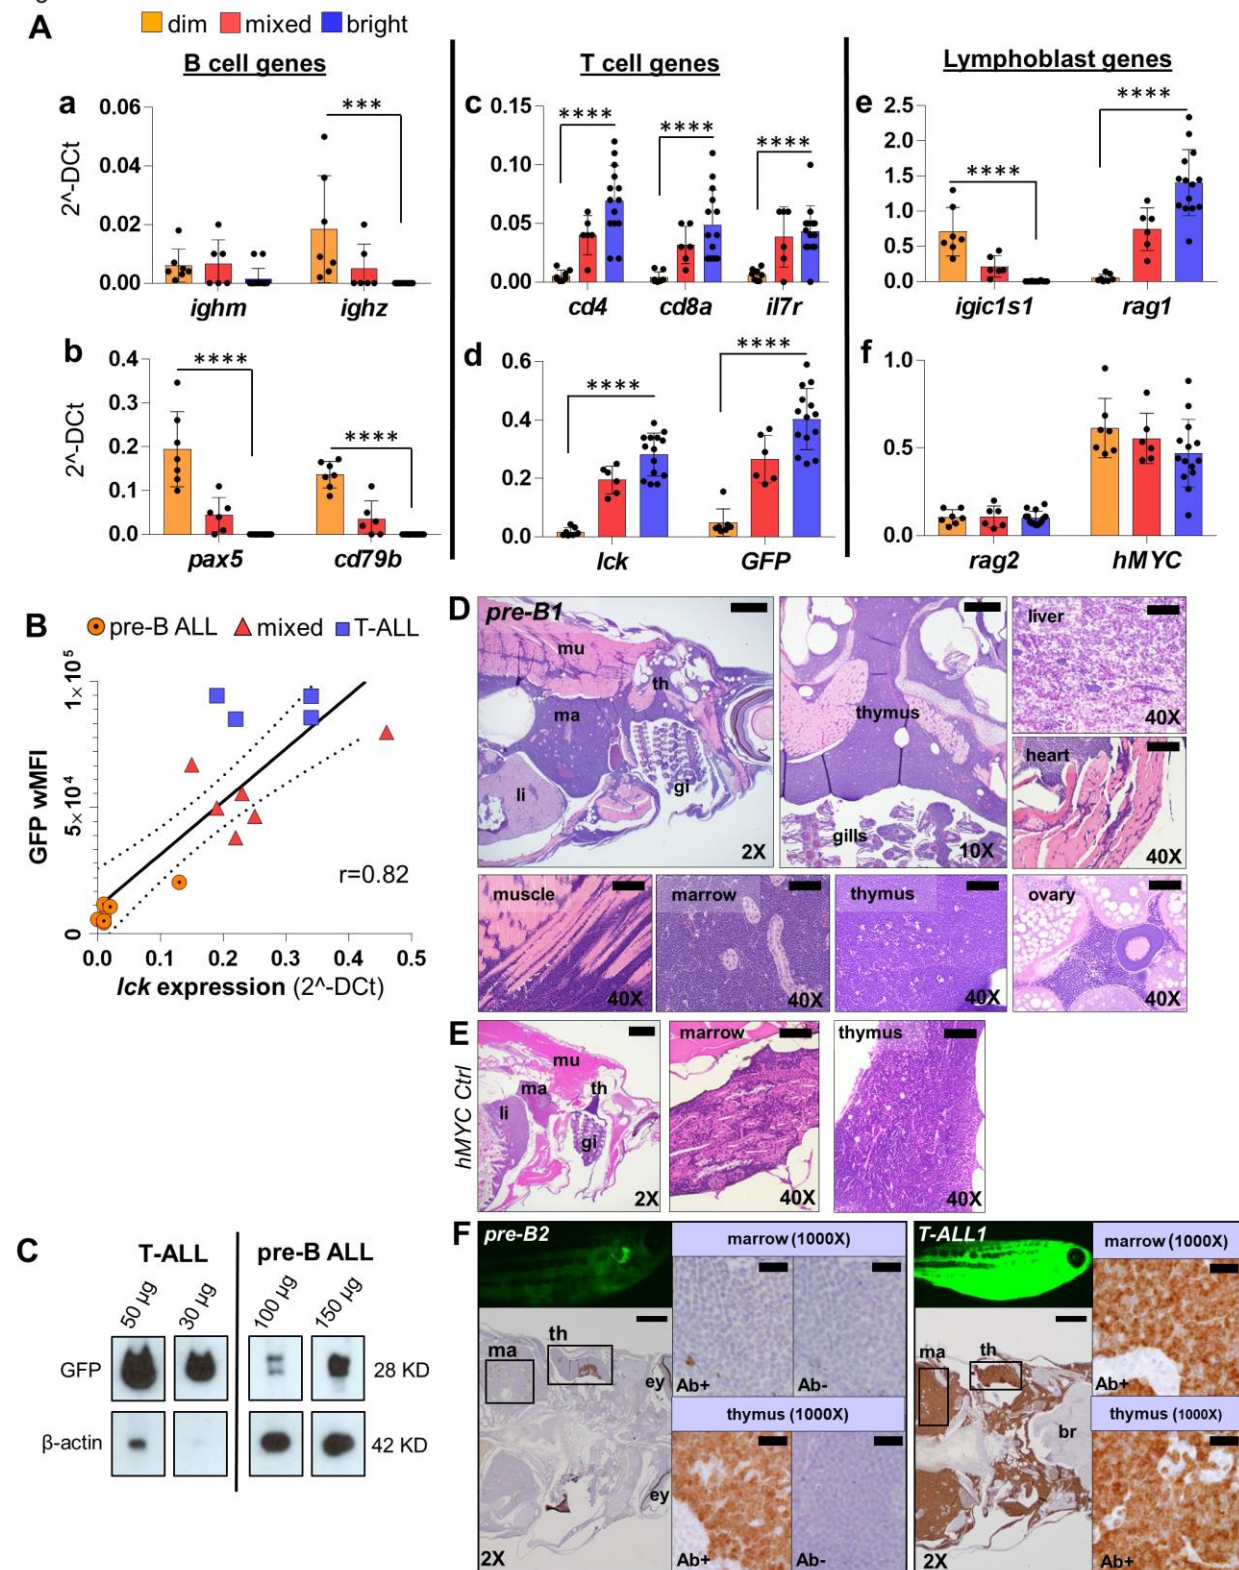 A
dim mixed bright
B cell genes
T cell genes
Lymphoblast genes
a
2^-DCt
0.06
0.04
0.02
0.00
***
ighm ighz
c
0.15
0.10
0.05
0.00
**** **** ****
cd4 cd8a il7r
e
2.5
2.0
1.5
1.0
0.5
0.0
**** ****
igic1s1 rag1
b
2^-DCt
0.4
0.3
0.2
0.1
0.0
**** ****
pax5 cd79b
d
0.6
0.4
0.2
0.0
**** ****
lck GFP
f
1.0
0.5
0.0
rag2 hMYC
B
pre-B ALL mixed T-ALL
GFP wMFI
1×10⁵
5×10⁴
0
r=0.82
0.0 0.1 0.2 0.3 0.4 0.5
lck expression (2^-DCt)
C
T-ALL pre-B ALL
50 µg 30 µg 100 µg 150 µg
GFP 28 KD
β-actin 42 KD
D
pre-B1
mu
th
ma
li
gi
2X
thymus
gills
10X
liver
40X
heart
40X
muscle
40X
marrow
40X
thymus
40X
ovary
40X
E
hMYC Ctrl
mu
ma
th
li
gi
2X
marrow
40X
thymus
40X
F
pre-B2
marrow (1000X)
Ab+ Ab-
th
ma
ey
ey
2X
thymus (1000X)
Ab+ Ab-
T-ALL1
marrow (1000X)
Ab+
ma
th
br
2X
thymus (1000X)
Ab+